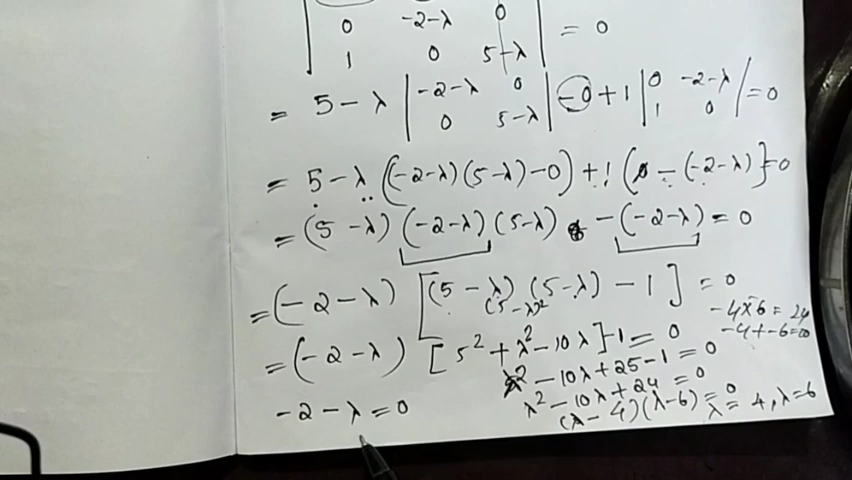 | 0 -2-λ 0 |
| 1 0 5-λ | = 0
= 5-λ | -2-λ 0 | -0 +1 | 0 -2-λ | =0
| 0 5-λ | | 1 0 |
= 5-λ ((-2-λ)(5-λ)-0) +1 (0 - (-2-λ)] =0
= (5-λ) (-2-λ) (5-λ) -(-2-λ) = 0
= (-2-λ) [(5-λ) (5-λ) - 1] = 0
(5-λ)²
-4×-6 = 24
-4+-6=
= (-2-λ) [5² + λ² - 10λ] -1 = 0
λ² - 10λ + 25 - 1 = 0
λ² - 10λ + 24 = 0
-2-λ = 0
(λ-4)(λ-6) = 0
λ = 4, λ = 6